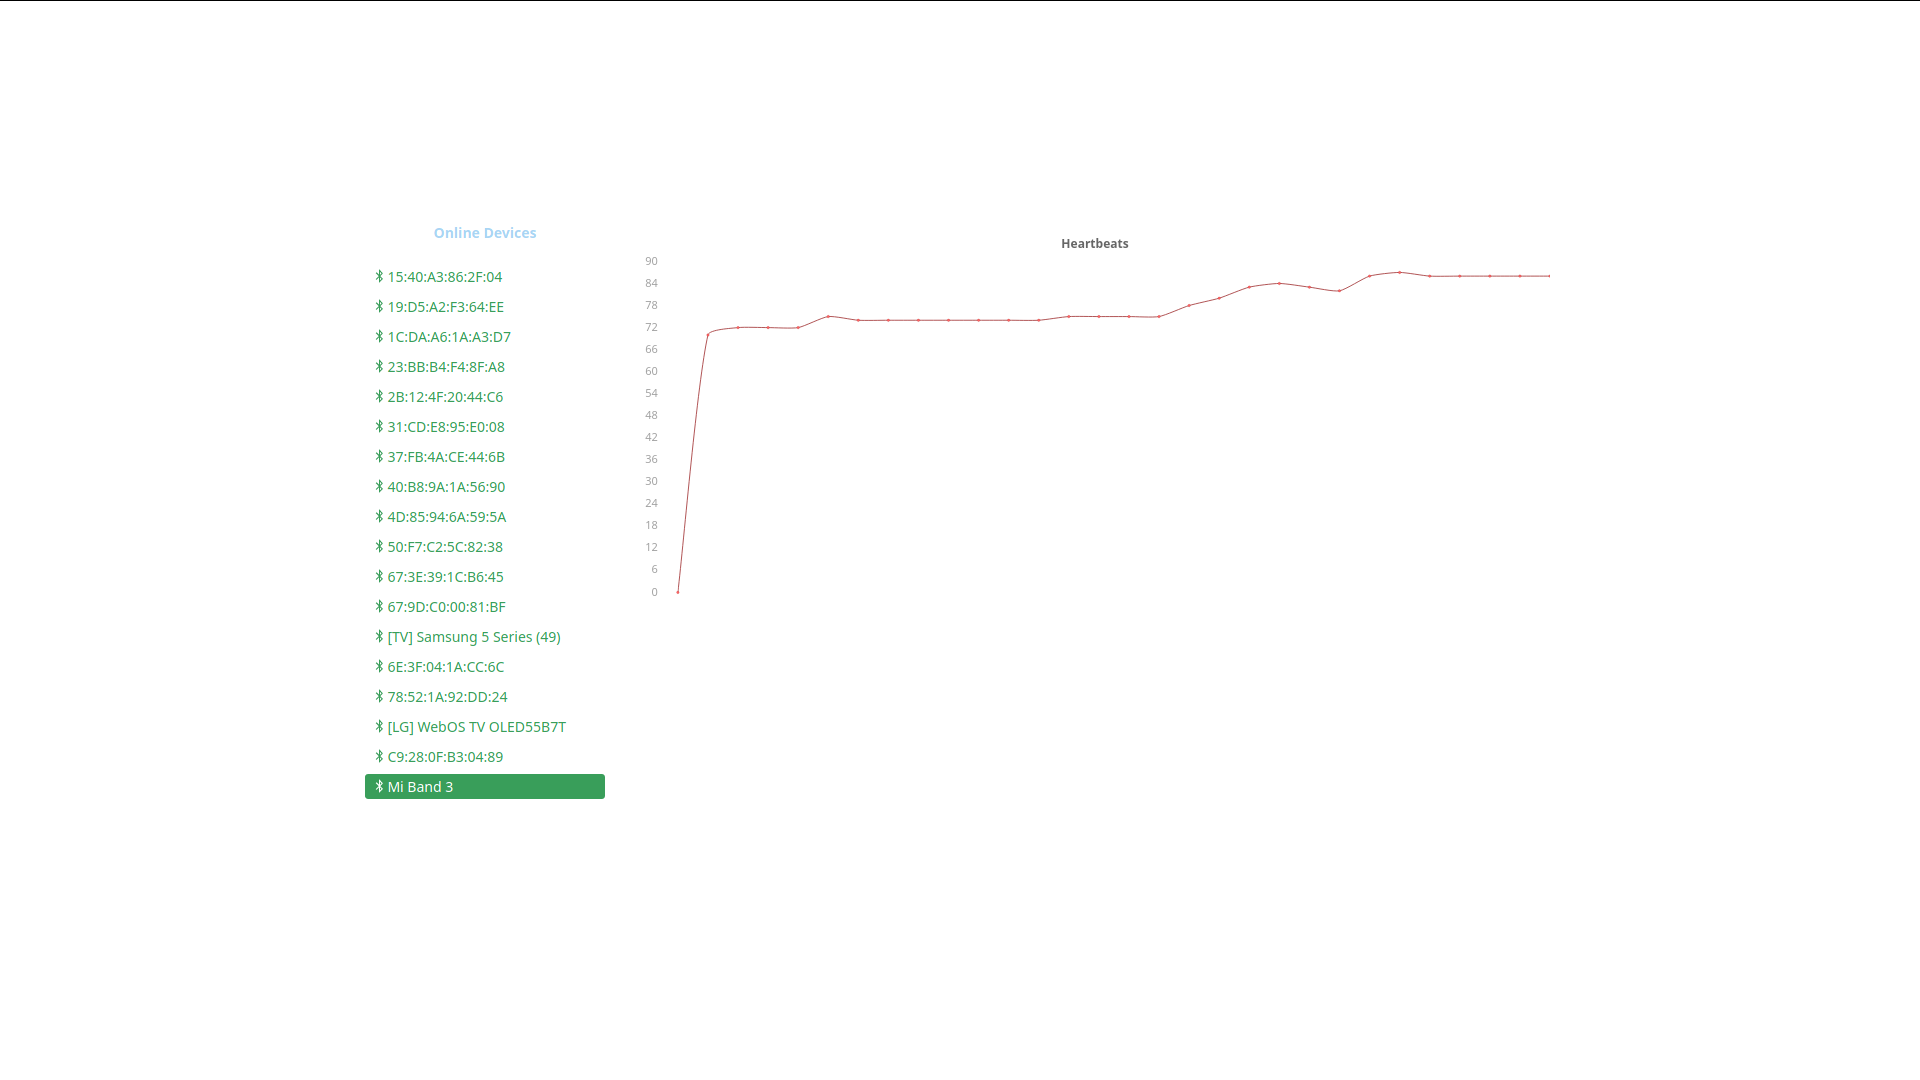 Online Devices
15:40:A3:86:2F:04
19:D5:A2:F3:64:EE
1C:DA:A6:1A:A3:D7
23:BB:B4:F4:8F:A8
2B:12:4F:20:44:C6
31:CD:E8:95:E0:08
37:FB:4A:CE:44:6B
40:B8:9A:1A:56:90
4D:85:94:6A:59:5A
50:F7:C2:5C:82:38
67:3E:39:1C:B6:45
67:9D:C0:00:81:BF
[TV] Samsung 5 Series (49)
6E:3F:04:1A:CC:6C
78:52:1A:92:DD:24
[LG] WebOS TV OLED55B7T
C9:28:0F:B3:04:89
Mi Band 3
Heartbeats
90
84
78
72
66
60
54
48
42
36
30
24
18
12
6
0